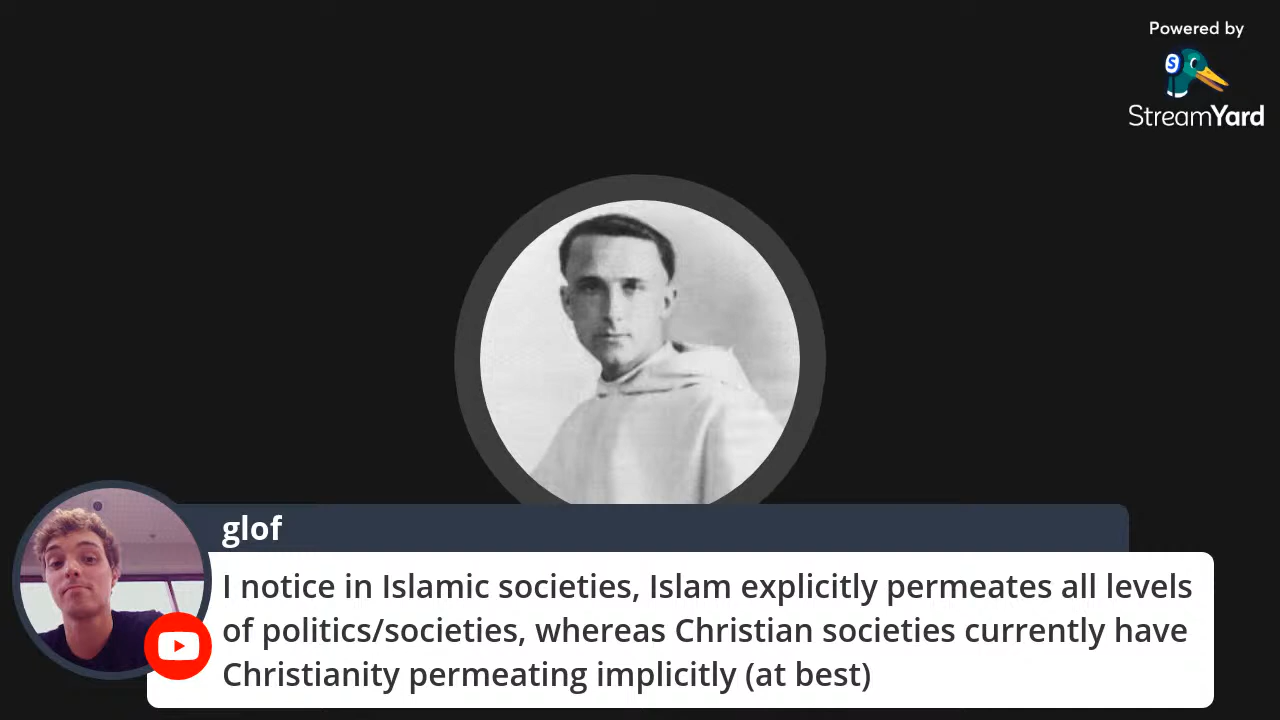 Powered by
S
StreamYard
glof
I notice in Islamic societies, Islam explicitly permeates all levels
of politics/societies, whereas Christian societies currently have
Christianity permeating implicitly (at best)